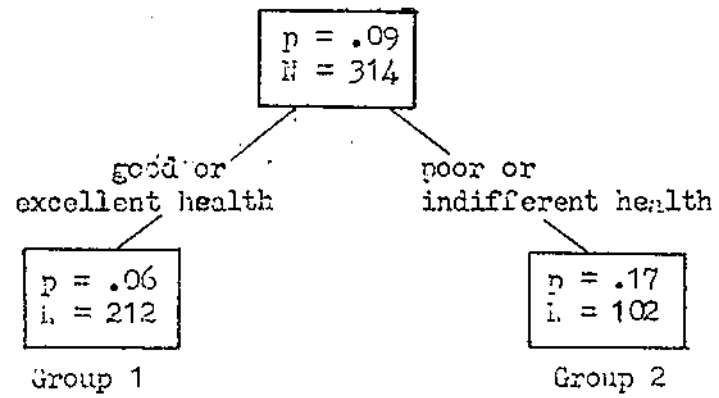 p = .09
N = 314
good or
excellent health
poor or
indifferent health
p = .06
N = 212
p = .17
N = 102
Group 1
Group 2